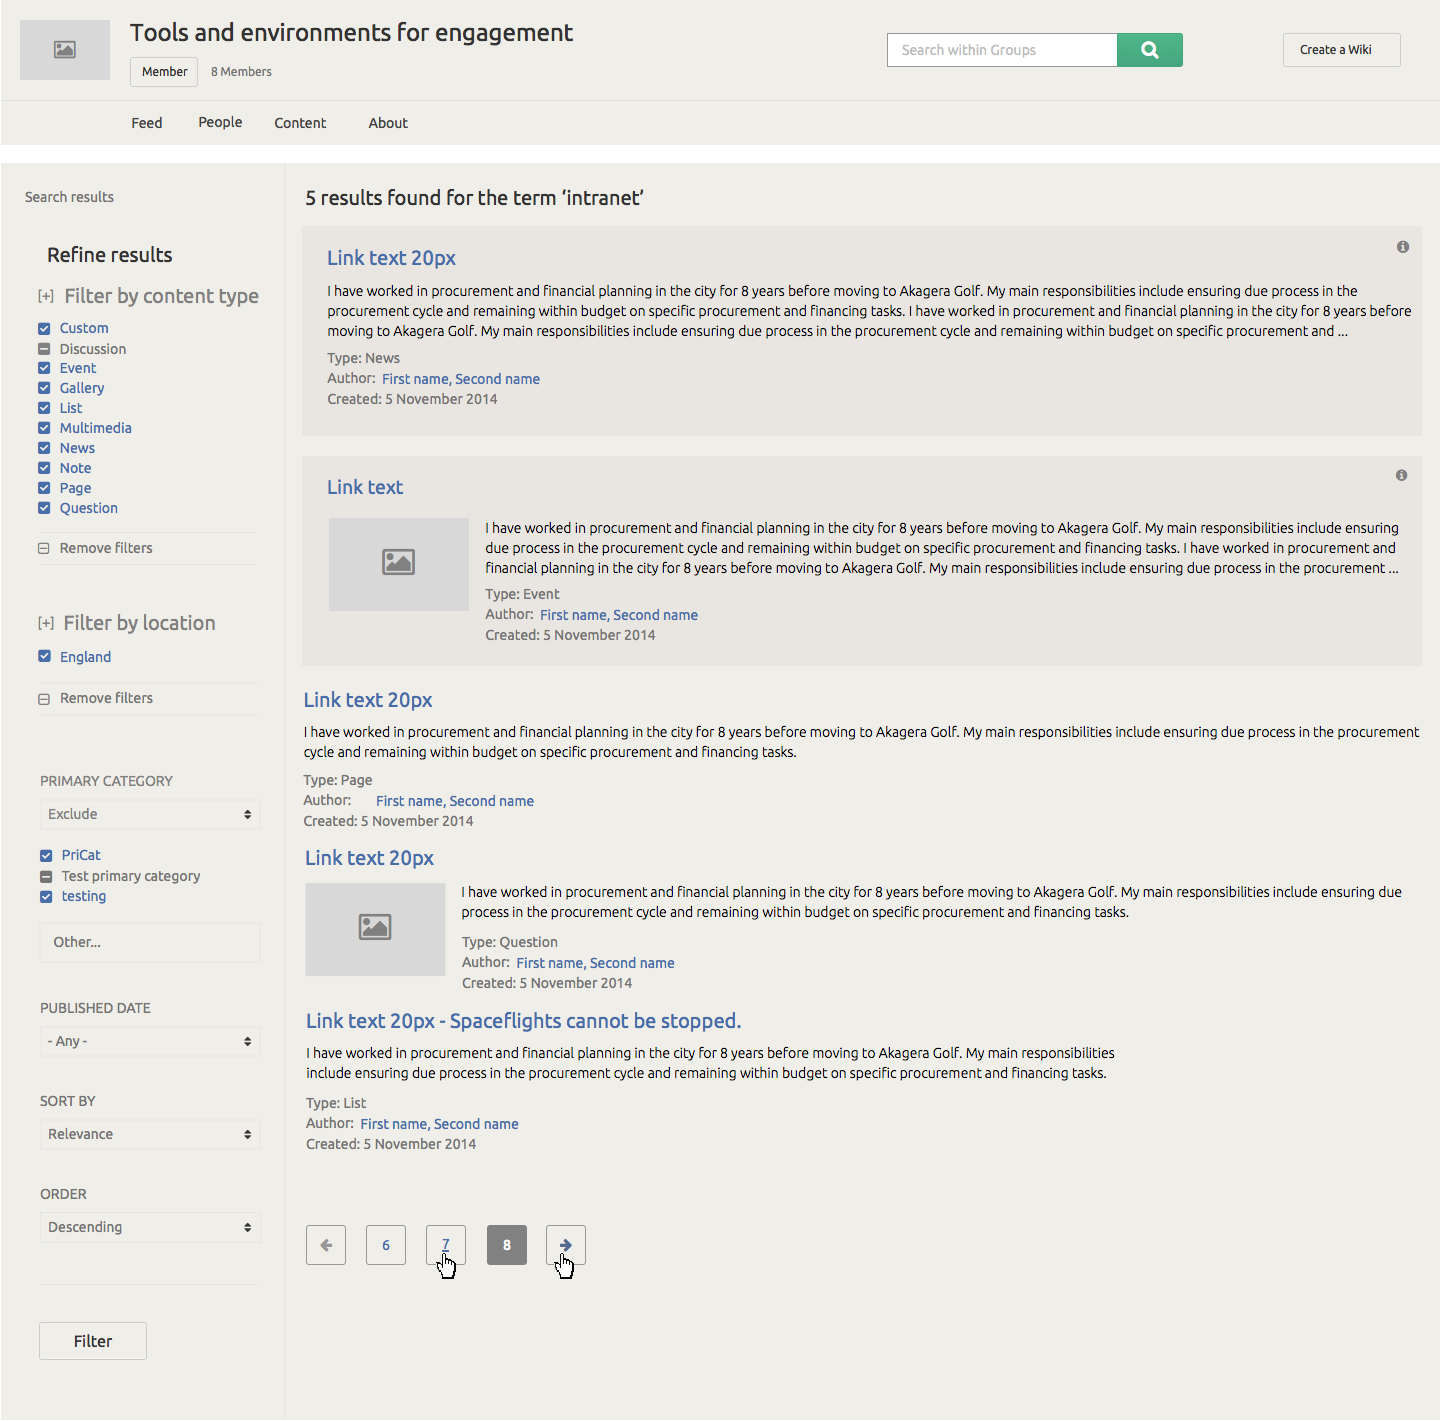 Tools and environments for engagement
Member
8 Members
Search within Groups
Create a Wiki
Feed
People
Content
About
Search results
Refine results
[+] Filter by content type
Custom
Discussion
Event
Gallery
List
Multimedia
News
Note
Page
Question
Remove filters
[+] Filter by location
England
Remove filters
PRIMARY CATEGORY
Exclude
PriCat
Test primary category
testing
Other...
PUBLISHED DATE
- Any -
SORT BY
Relevance
ORDER
Descending
Filter
5 results found for the term ‘intranet’
Link text 20px
I have worked in procurement and financial planning in the city for 8 years before moving to Akagera Golf. My main responsibilities include ensuring due process in the
procurement cycle and remaining within budget on specific procurement and financing tasks. I have worked in procurement and financial planning in the city for 8 years before
moving to Akagera Golf. My main responsibilities include ensuring due process in the procurement cycle and remaining within budget on specific procurement and ...
Type: News
Author: First name, Second name
Created: 5 November 2014
Link text
I have worked in procurement and financial planning in the city for 8 years before moving to Akagera Golf. My main responsibilities include ensuring
due process in the procurement cycle and remaining within budget on specific procurement and financing tasks. I have worked in procurement and
financial planning in the city for 8 years before moving to Akagera Golf. My main responsibilities include ensuring due process in the procurement ...
Type: Event
Author: First name, Second name
Created: 5 November 2014
Link text 20px
I have worked in procurement and financial planning in the city for 8 years before moving to Akagera Golf. My main responsibilities include ensuring due process in the procurement
cycle and remaining within budget on specific procurement and financing tasks.
Type: Page
Author: First name, Second name
Created: 5 November 2014
Link text 20px
I have worked in procurement and financial planning in the city for 8 years before moving to Akagera Golf. My main responsibilities include ensuring due
process in the procurement cycle and remaining within budget on specific procurement and financing tasks.
Type: Question
Author: First name, Second name
Created: 5 November 2014
Link text 20px - Spaceflights cannot be stopped.
I have worked in procurement and financial planning in the city for 8 years before moving to Akagera Golf. My main responsibilities
include ensuring due process in the procurement cycle and remaining within budget on specific procurement and financing tasks.
Type: List
Author: First name, Second name
Created: 5 November 2014
6 7 8